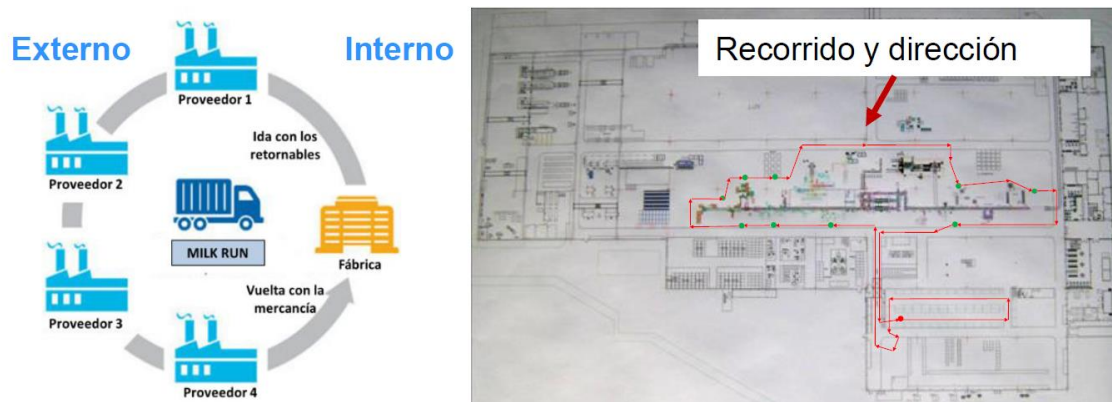 Externo
Interno
Proveedor 1
Ida con los
retornables
Proveedor 2
MILK RUN
Fábrica
Proveedor 3
Vuelta con la
mercancía
Proveedor 4
Recorrido y dirección